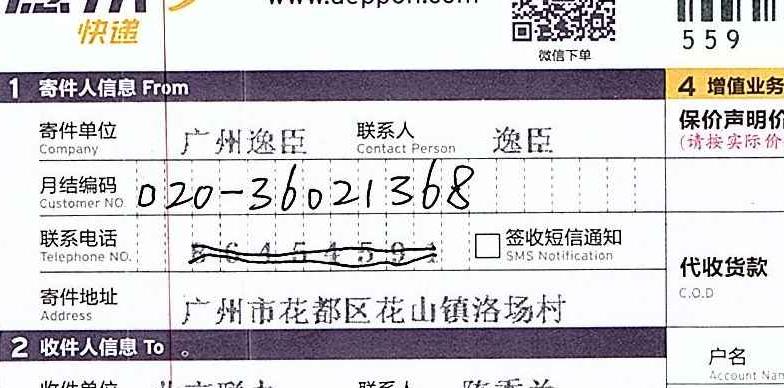 快递
www.deppon.com
微信下单
559
1 寄件人信息 From
4 增值业务
寄件单位 Company 广州逸臣 联系人 Contact Person 逸臣
保价声明价
(请按实际价
月结编码 Customer NO. 020-36021368
联系电话 Telephone NO. 签收短信通知 SMS Notification
代收货款
C.O.D
寄件地址 Address 广州市花都区花山镇洛场村
2 收件人信息 To 。
户名
Account Nam